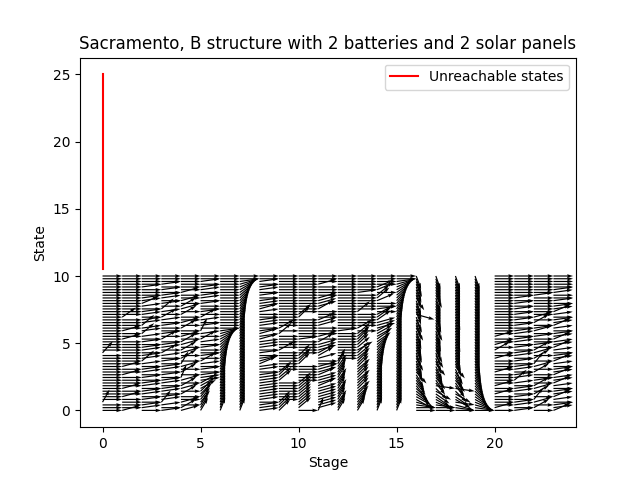 Sacramento, B structure with 2 batteries and 2 solar panels
Unreachable states
25
20
15
10
5
0
State
0 5 10 15 20
Stage